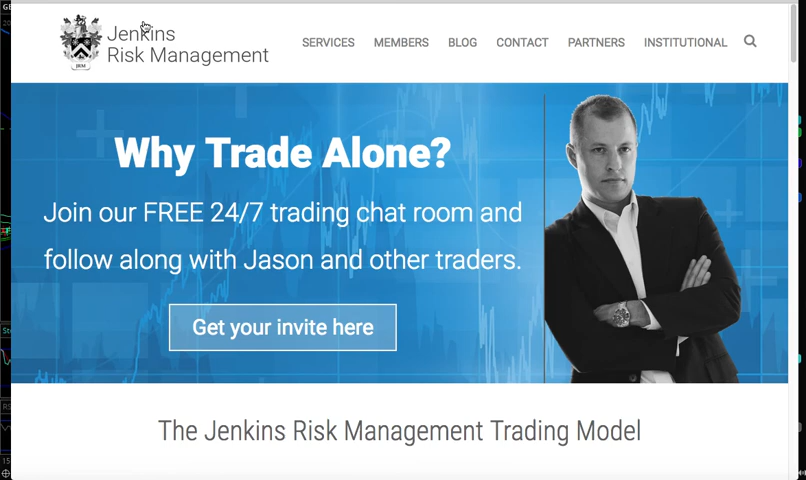 Jenkins
Risk Management
JRM
SERVICES MEMBERS BLOG CONTACT PARTNERS INSTITUTIONAL
Why Trade Alone?
Join our FREE 24/7 trading chat room and
follow along with Jason and other traders.
Get your invite here
The Jenkins Risk Management Trading Model